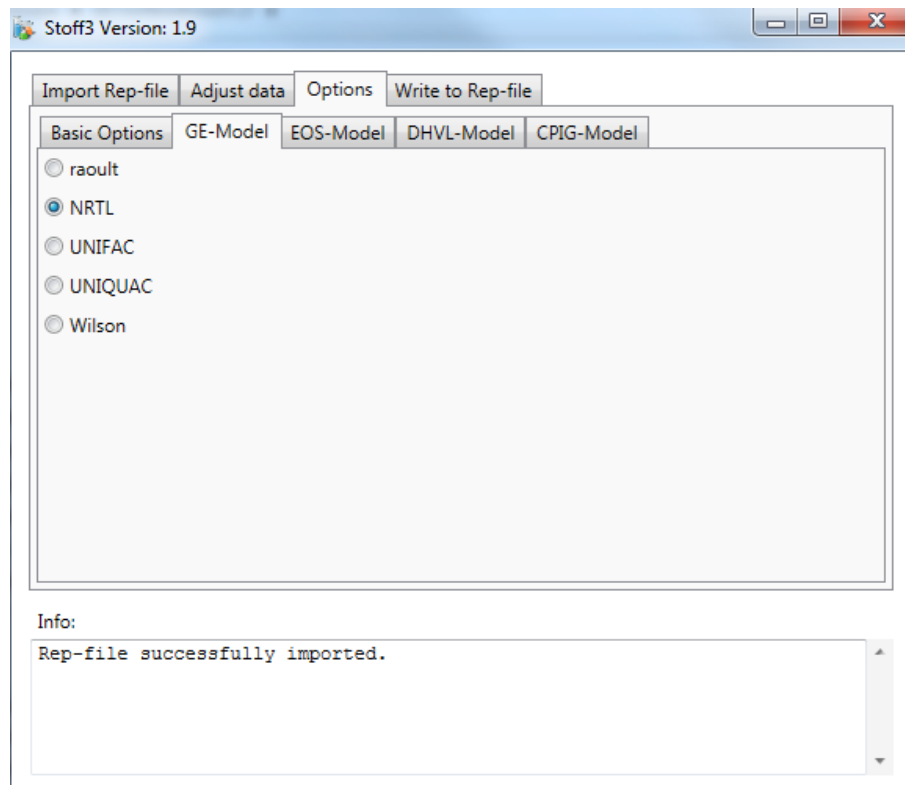 Stoff3 Version: 1.9
Import Rep-file Adjust data Options Write to Rep-file
Basic Options GE-Model EOS-Model DHVL-Model CPIG-Model
raoult
NRTL
UNIFAC
UNIQUAC
Wilson
Info:
Rep-file successfully imported.